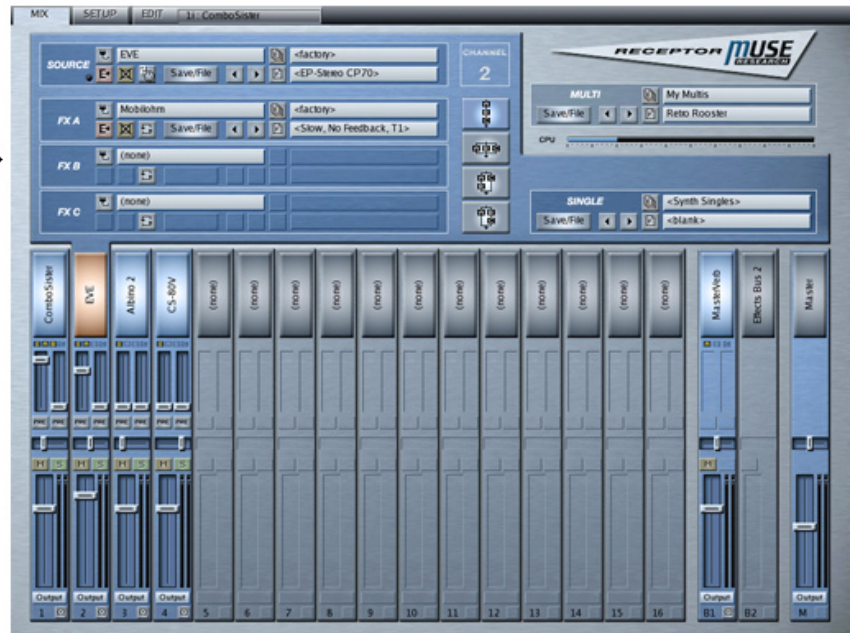 MIX SETUP EDIT 1i: ComboSister
SOURCE EVE <factory>
Save/File <EP-Stereo CP70>
CHANNEL
2
FX A Mobilohm <factory>
Save/File <Slow, No Feedback, T1>
FX B (none)
FX C (none)
RECEPTOR MUSE
RESEARCH
MULTI My Multis
Save/File Retro Rooster
CPU
SINGLE <Synth Singles>
Save/File <blank>
ComboSister EVE Albino 2 CS-80V (none) (none) (none) (none) (none) (none) (none) (none) (none) (none) (none) (none) MasterVerb Effects Bus 2 Master
PRE PRE PRE PRE PRE PRE PRE PRE
M S M S M S M S M
Output Output Output Output Output Output
1 2 3 4 5 6 7 8 9 10 11 12 13 14 15 16 B1 B2 M